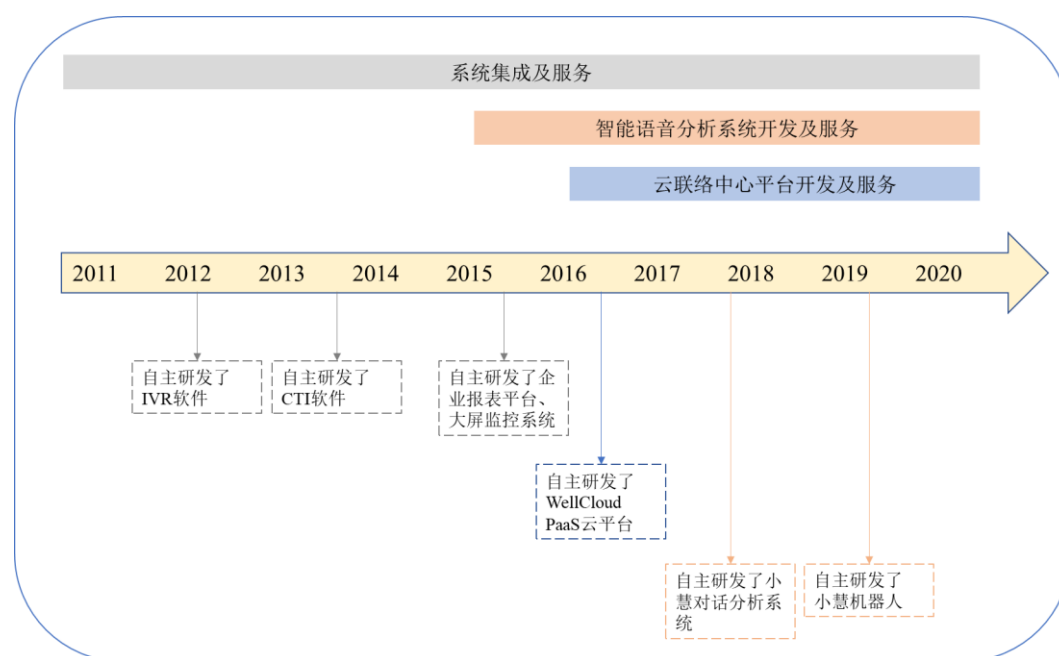 系统集成及服务
智能语音分析系统开发及服务
云联络中心平台开发及服务
2011 2012 2013 2014 2015 2016 2017 2018 2019 2020
自主研发了
IVR软件
自主研发了
CTI软件
自主研发了企
业报表平台、
大屏监控系统
自主研发了
WellCloud
PaaS云平台
自主研发了小
慧对话分析系
统
自主研发了
小慧机器人